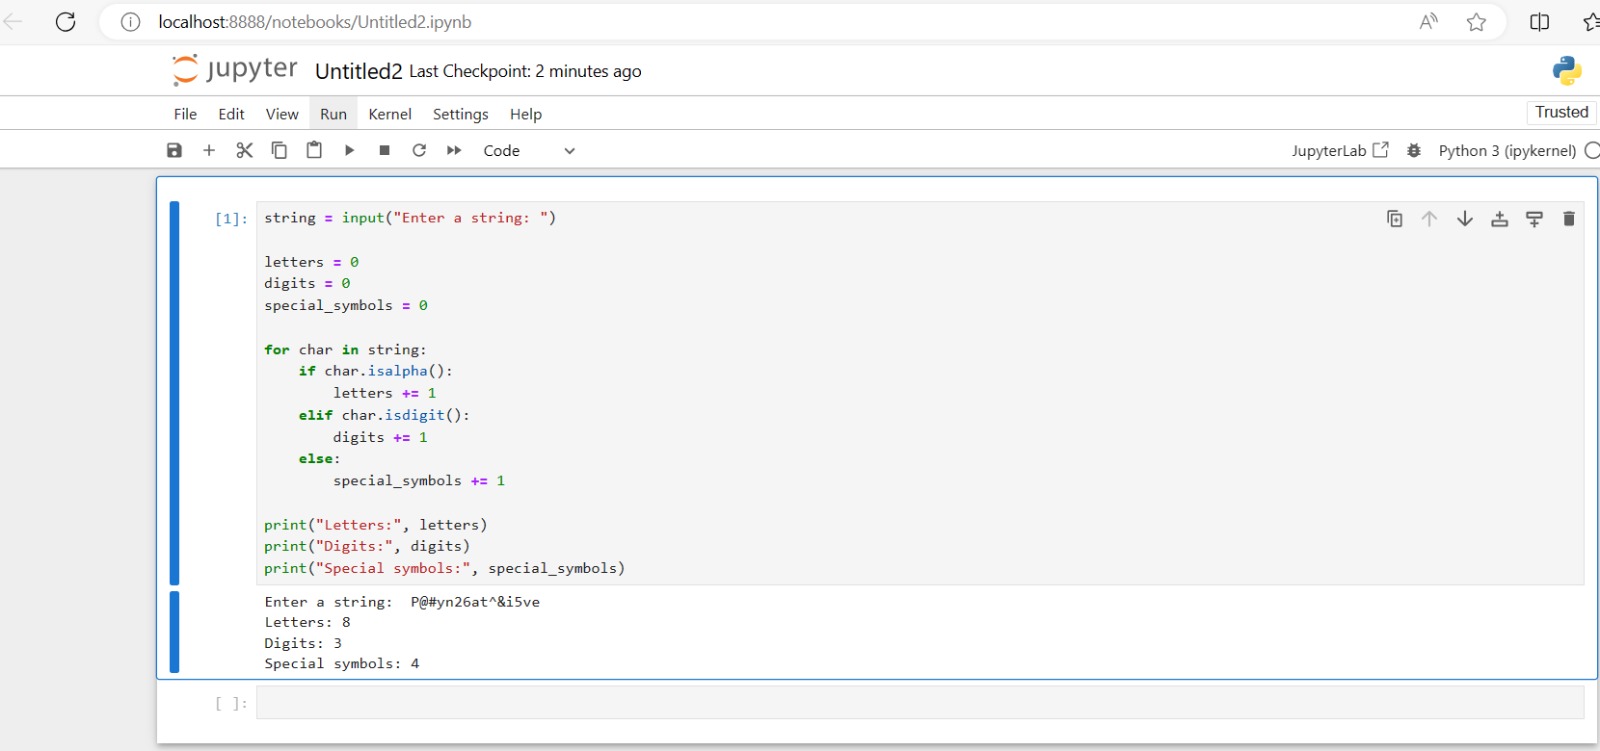 localhost:8888/notebooks/Untitled2.ipynb
jupyter Untitled2 Last Checkpoint: 2 minutes ago
File Edit View Run Kernel Settings Help
Trusted
Code
JupyterLab Python 3 (ipykernel)
[1]: string = input("Enter a string: ")
letters = 0
digits = 0
special_symbols = 0
for char in string:
    if char.isalpha():
        letters += 1
    elif char.isdigit():
        digits += 1
    else:
        special_symbols += 1
print("Letters:", letters)
print("Digits:", digits)
print("Special symbols:", special_symbols)
Enter a string:  P@#yn26at^&i5ve
Letters: 8
Digits: 3
Special symbols: 4
[ ]: